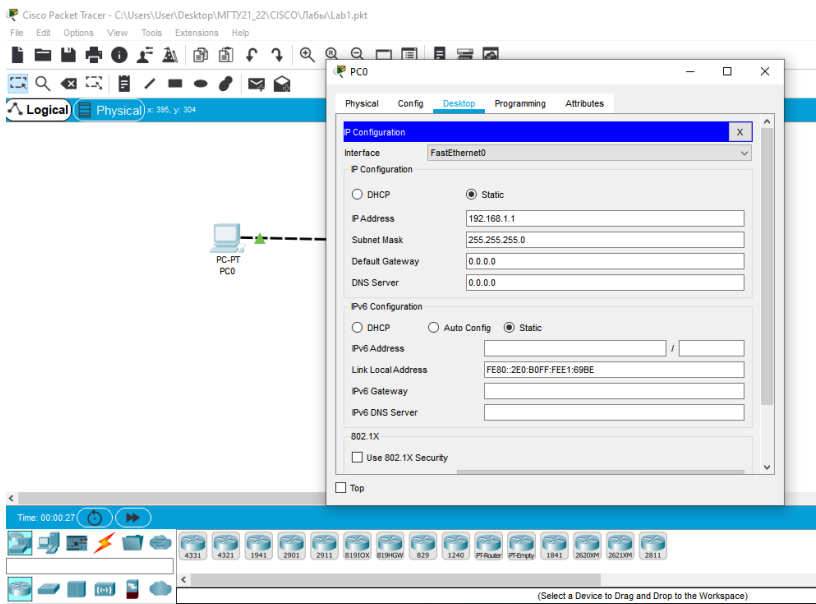 Cisco Packet Tracer - C:\Users\User\Desktop\МГТУ21_22\CISCO\Лабы\Lab1.pkt
File Edit Options View Tools Extensions Help
Logical Physical x: 395, y: 304
PC-PT
PC0
PC0
Physical Config Desktop Programming Attributes
IP Configuration X
Interface FastEthernet0
IP Configuration
DHCP Static
IP Address 192.168.1.1
Subnet Mask 255.255.255.0
Default Gateway 0.0.0.0
DNS Server 0.0.0.0
IPv6 Configuration
DHCP Auto Config Static
IPv6 Address /
Link Local Address FE80::2E0:B0FF:FEE1:69BE
IPv6 Gateway
IPv6 DNS Server
802.1X
Use 802.1X Security
Top
Time: 00:00:27
4331 4321 1941 2901 2911 819IOX 819HGW 829 1240 PT-Router PT-Empty 1841 2620XM 2621XM 2811
(Select a Device to Drag and Drop to the Workspace)